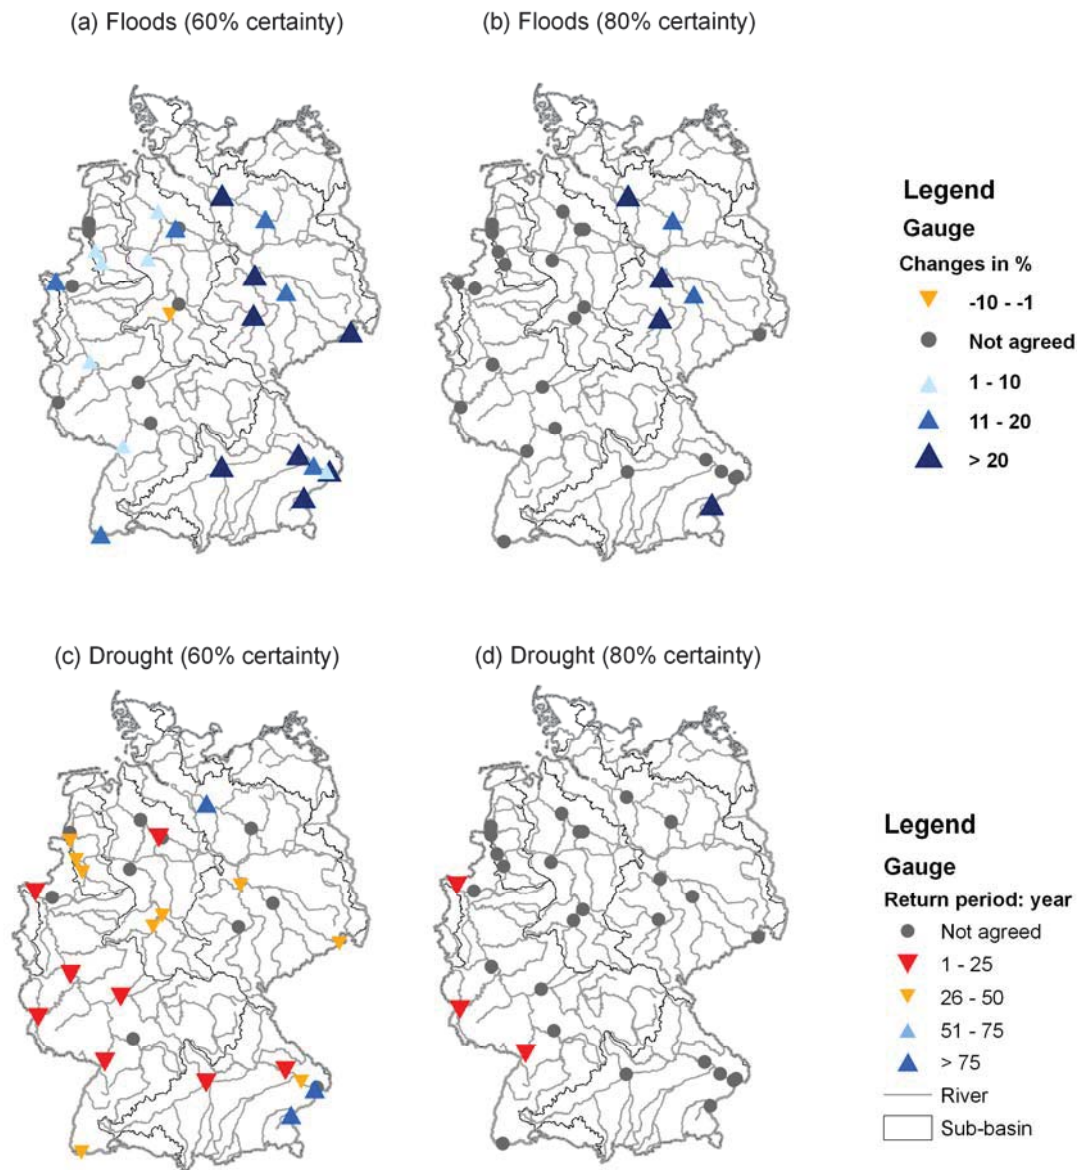 (a) Floods (60% certainty)
(b) Floods (80% certainty)
Legend
Gauge
Changes in %
-10 - -1
Not agreed
1 - 10
11 - 20
> 20
(c) Drought (60% certainty)
(d) Drought (80% certainty)
Legend
Gauge
Return period: year
Not agreed
1 - 25
26 - 50
51 - 75
> 75
River
Sub-basin